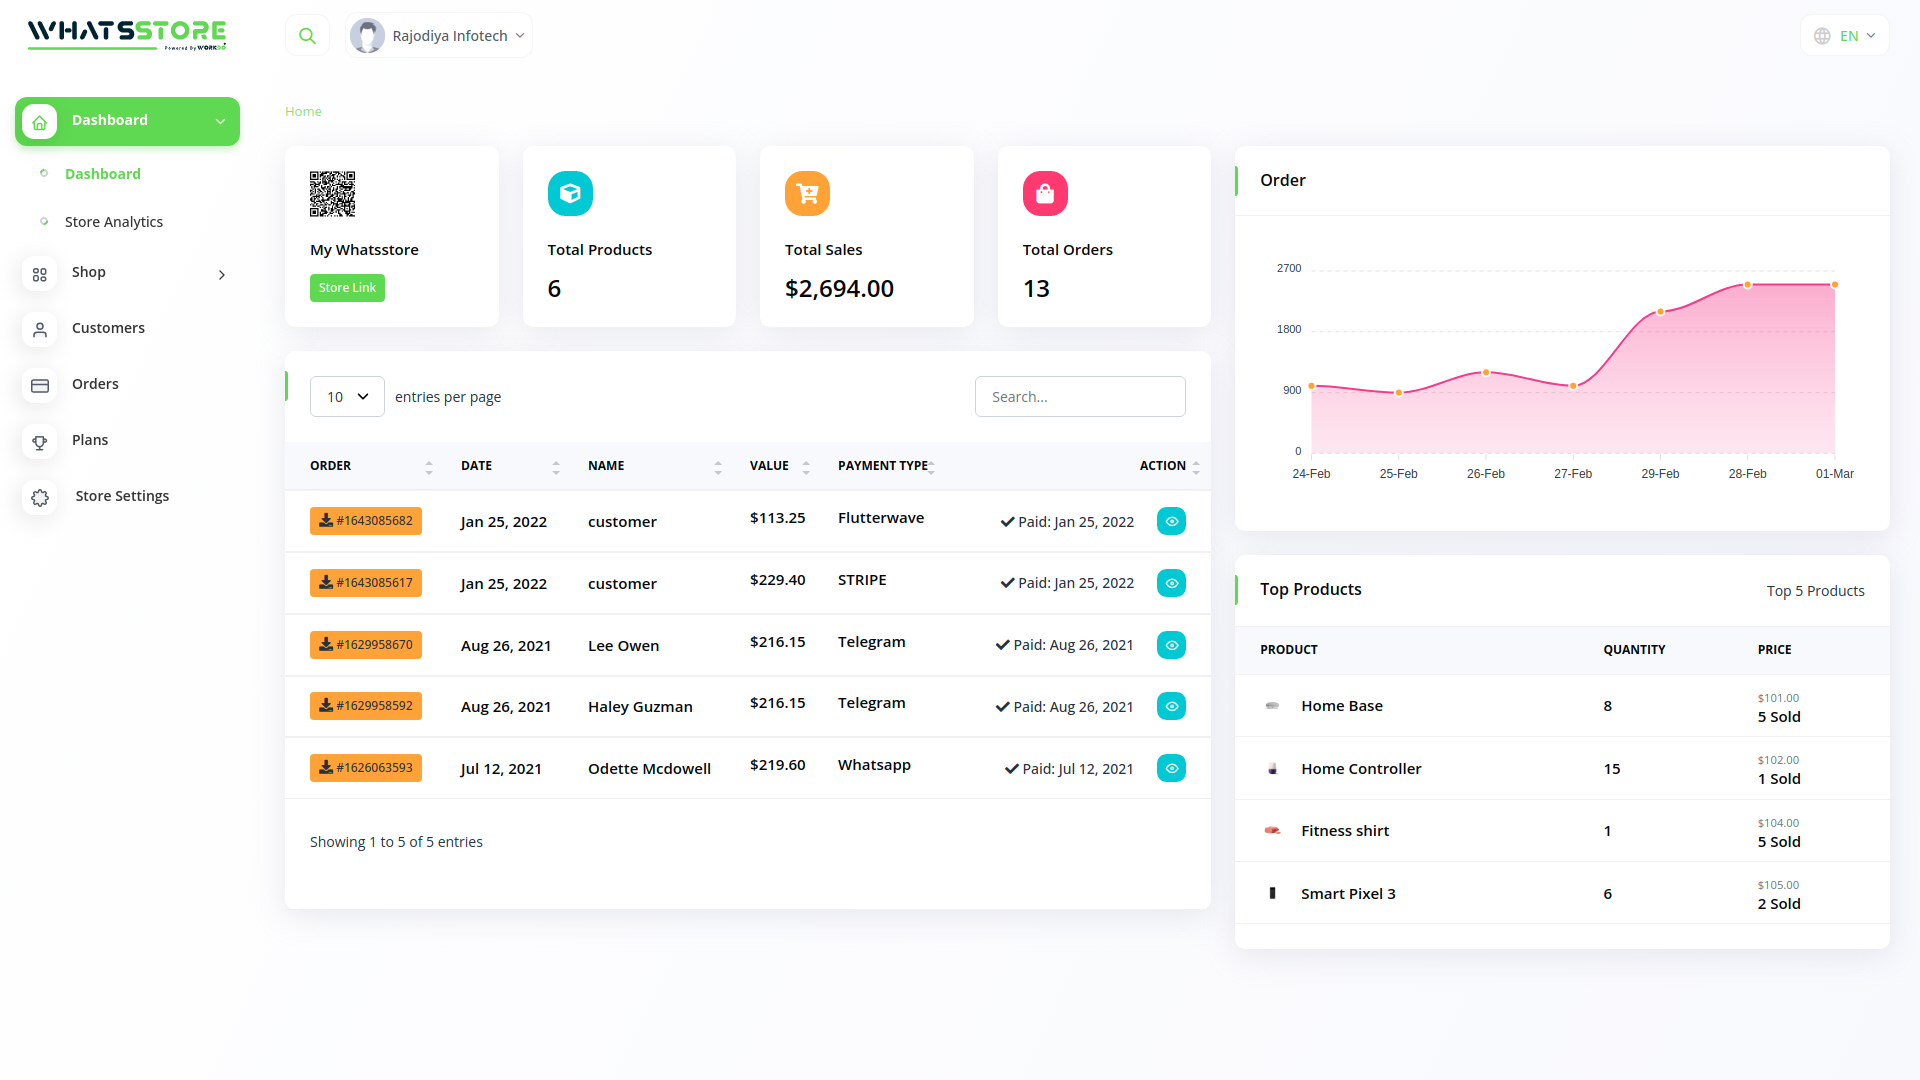 WHATSSTORE
Powered By WORKDO
Rajodiya Infotech
EN
Dashboard
Dashboard
Store Analytics
Shop
Customers
Orders
Plans
Store Settings
Home
My Whatsstore
Store Link
Total Products
6
Total Sales
$2,694.00
Total Orders
13
10 entries per page
Search...
ORDER DATE NAME VALUE PAYMENT TYPE ACTION
#1643085682 Jan 25, 2022 customer $113.25 Flutterwave Paid: Jan 25, 2022
#1643085617 Jan 25, 2022 customer $229.40 STRIPE Paid: Jan 25, 2022
#1629958670 Aug 26, 2021 Lee Owen $216.15 Telegram Paid: Aug 26, 2021
#1629958592 Aug 26, 2021 Haley Guzman $216.15 Telegram Paid: Aug 26, 2021
#1626063593 Jul 12, 2021 Odette Mcdowell $219.60 Whatsapp Paid: Jul 12, 2021
Showing 1 to 5 of 5 entries
Order
2700
1800
900
0
24-Feb 25-Feb 26-Feb 27-Feb 29-Feb 28-Feb 01-Mar
Top Products Top 5 Products
PRODUCT QUANTITY PRICE
Home Base 8 $101.00
5 Sold
Home Controller 15 $102.00
1 Sold
Fitness shirt 1 $104.00
5 Sold
Smart Pixel 3 6 $105.00
2 Sold